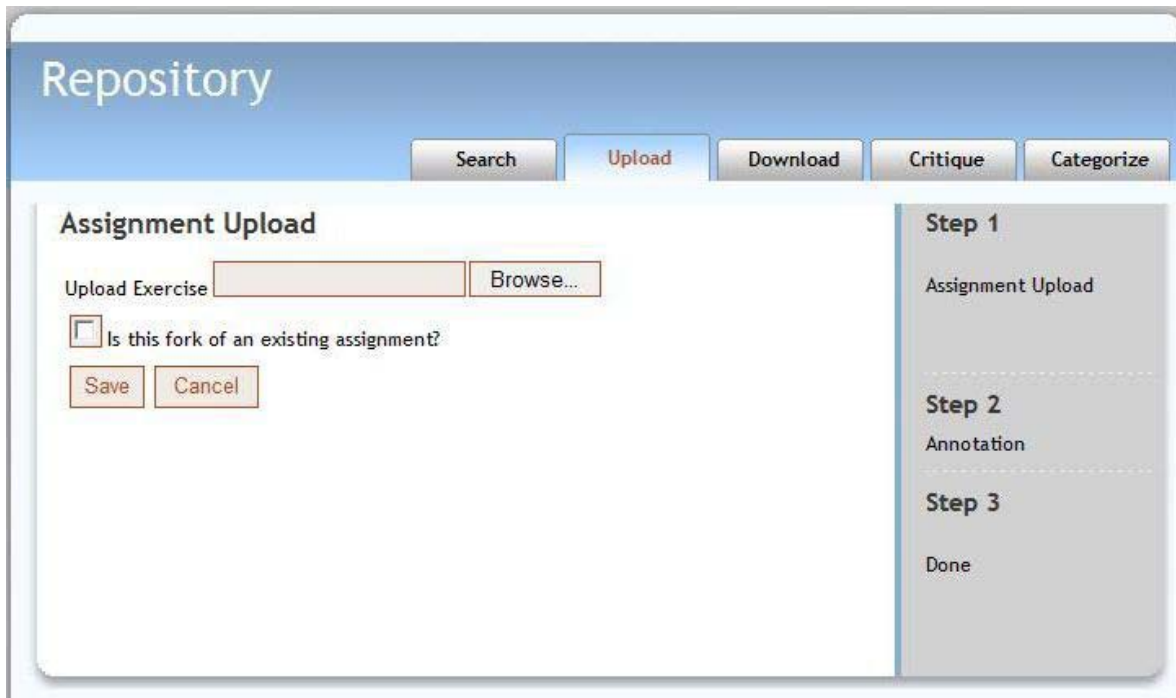 Repository
Search Upload Download Critique Categorize
Assignment Upload
Upload Exercise Browse...
Is this fork of an existing assignment?
Save Cancel
Step 1
Assignment Upload
Step 2
Annotation
Step 3
Done